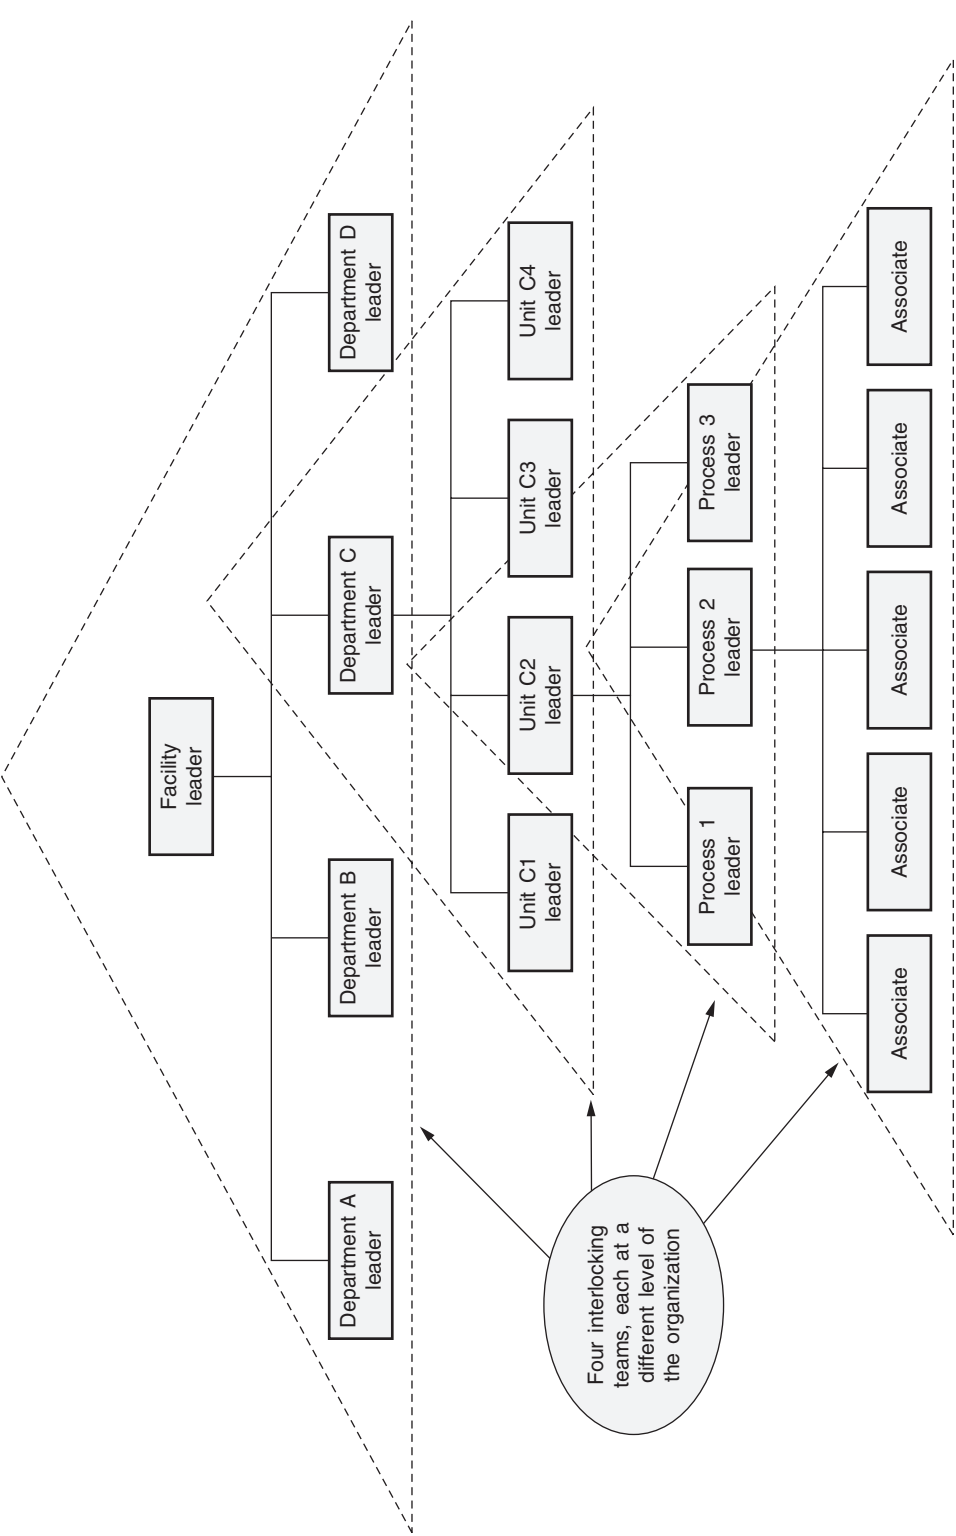 Facility
leader
Department A
leader
Department B
leader
Department C
leader
Department D
leader
Unit C1
leader
Unit C2
leader
Unit C3
leader
Unit C4
leader
Process 1
leader
Process 2
leader
Process 3
leader
Associate
Associate
Associate
Associate
Associate
Four interlocking
teams, each at a
different level of
the organization